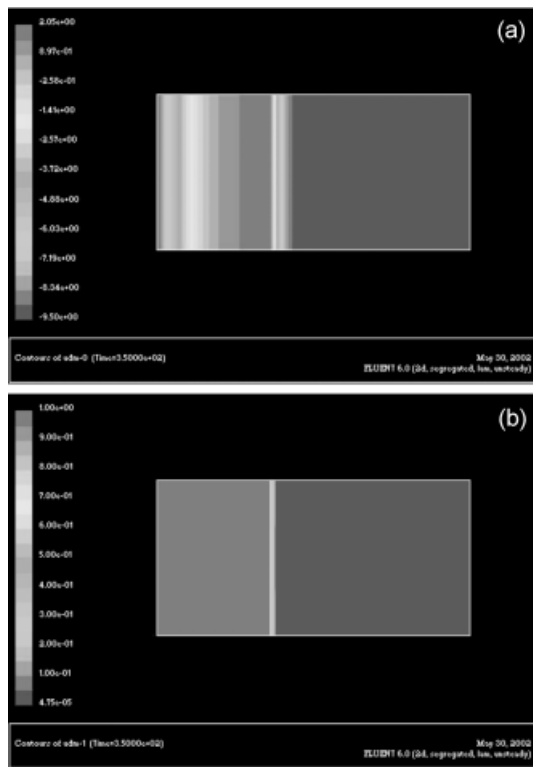 (a)
2.05e+00
8.97e-01
-2.58e-01
-1.41e+00
-2.57e+00
-3.72e+00
-4.88e+00
-6.03e+00
-7.19e+00
-8.34e+00
-9.50e+00
Contours of udm-0 (Time=3.5000e+02)
May 30, 2002
FLUENT 6.0 (2d, segregated, lam, unsteady)
(b)
1.00e+00
9.00e-01
8.00e-01
7.00e-01
6.00e-01
5.00e-01
4.00e-01
3.00e-01
2.00e-01
1.00e-01
4.75e-05
Contours of udm-1 (Time=3.5000e+02)
May 30, 2002
FLUENT 6.0 (2d, segregated, lam, unsteady)